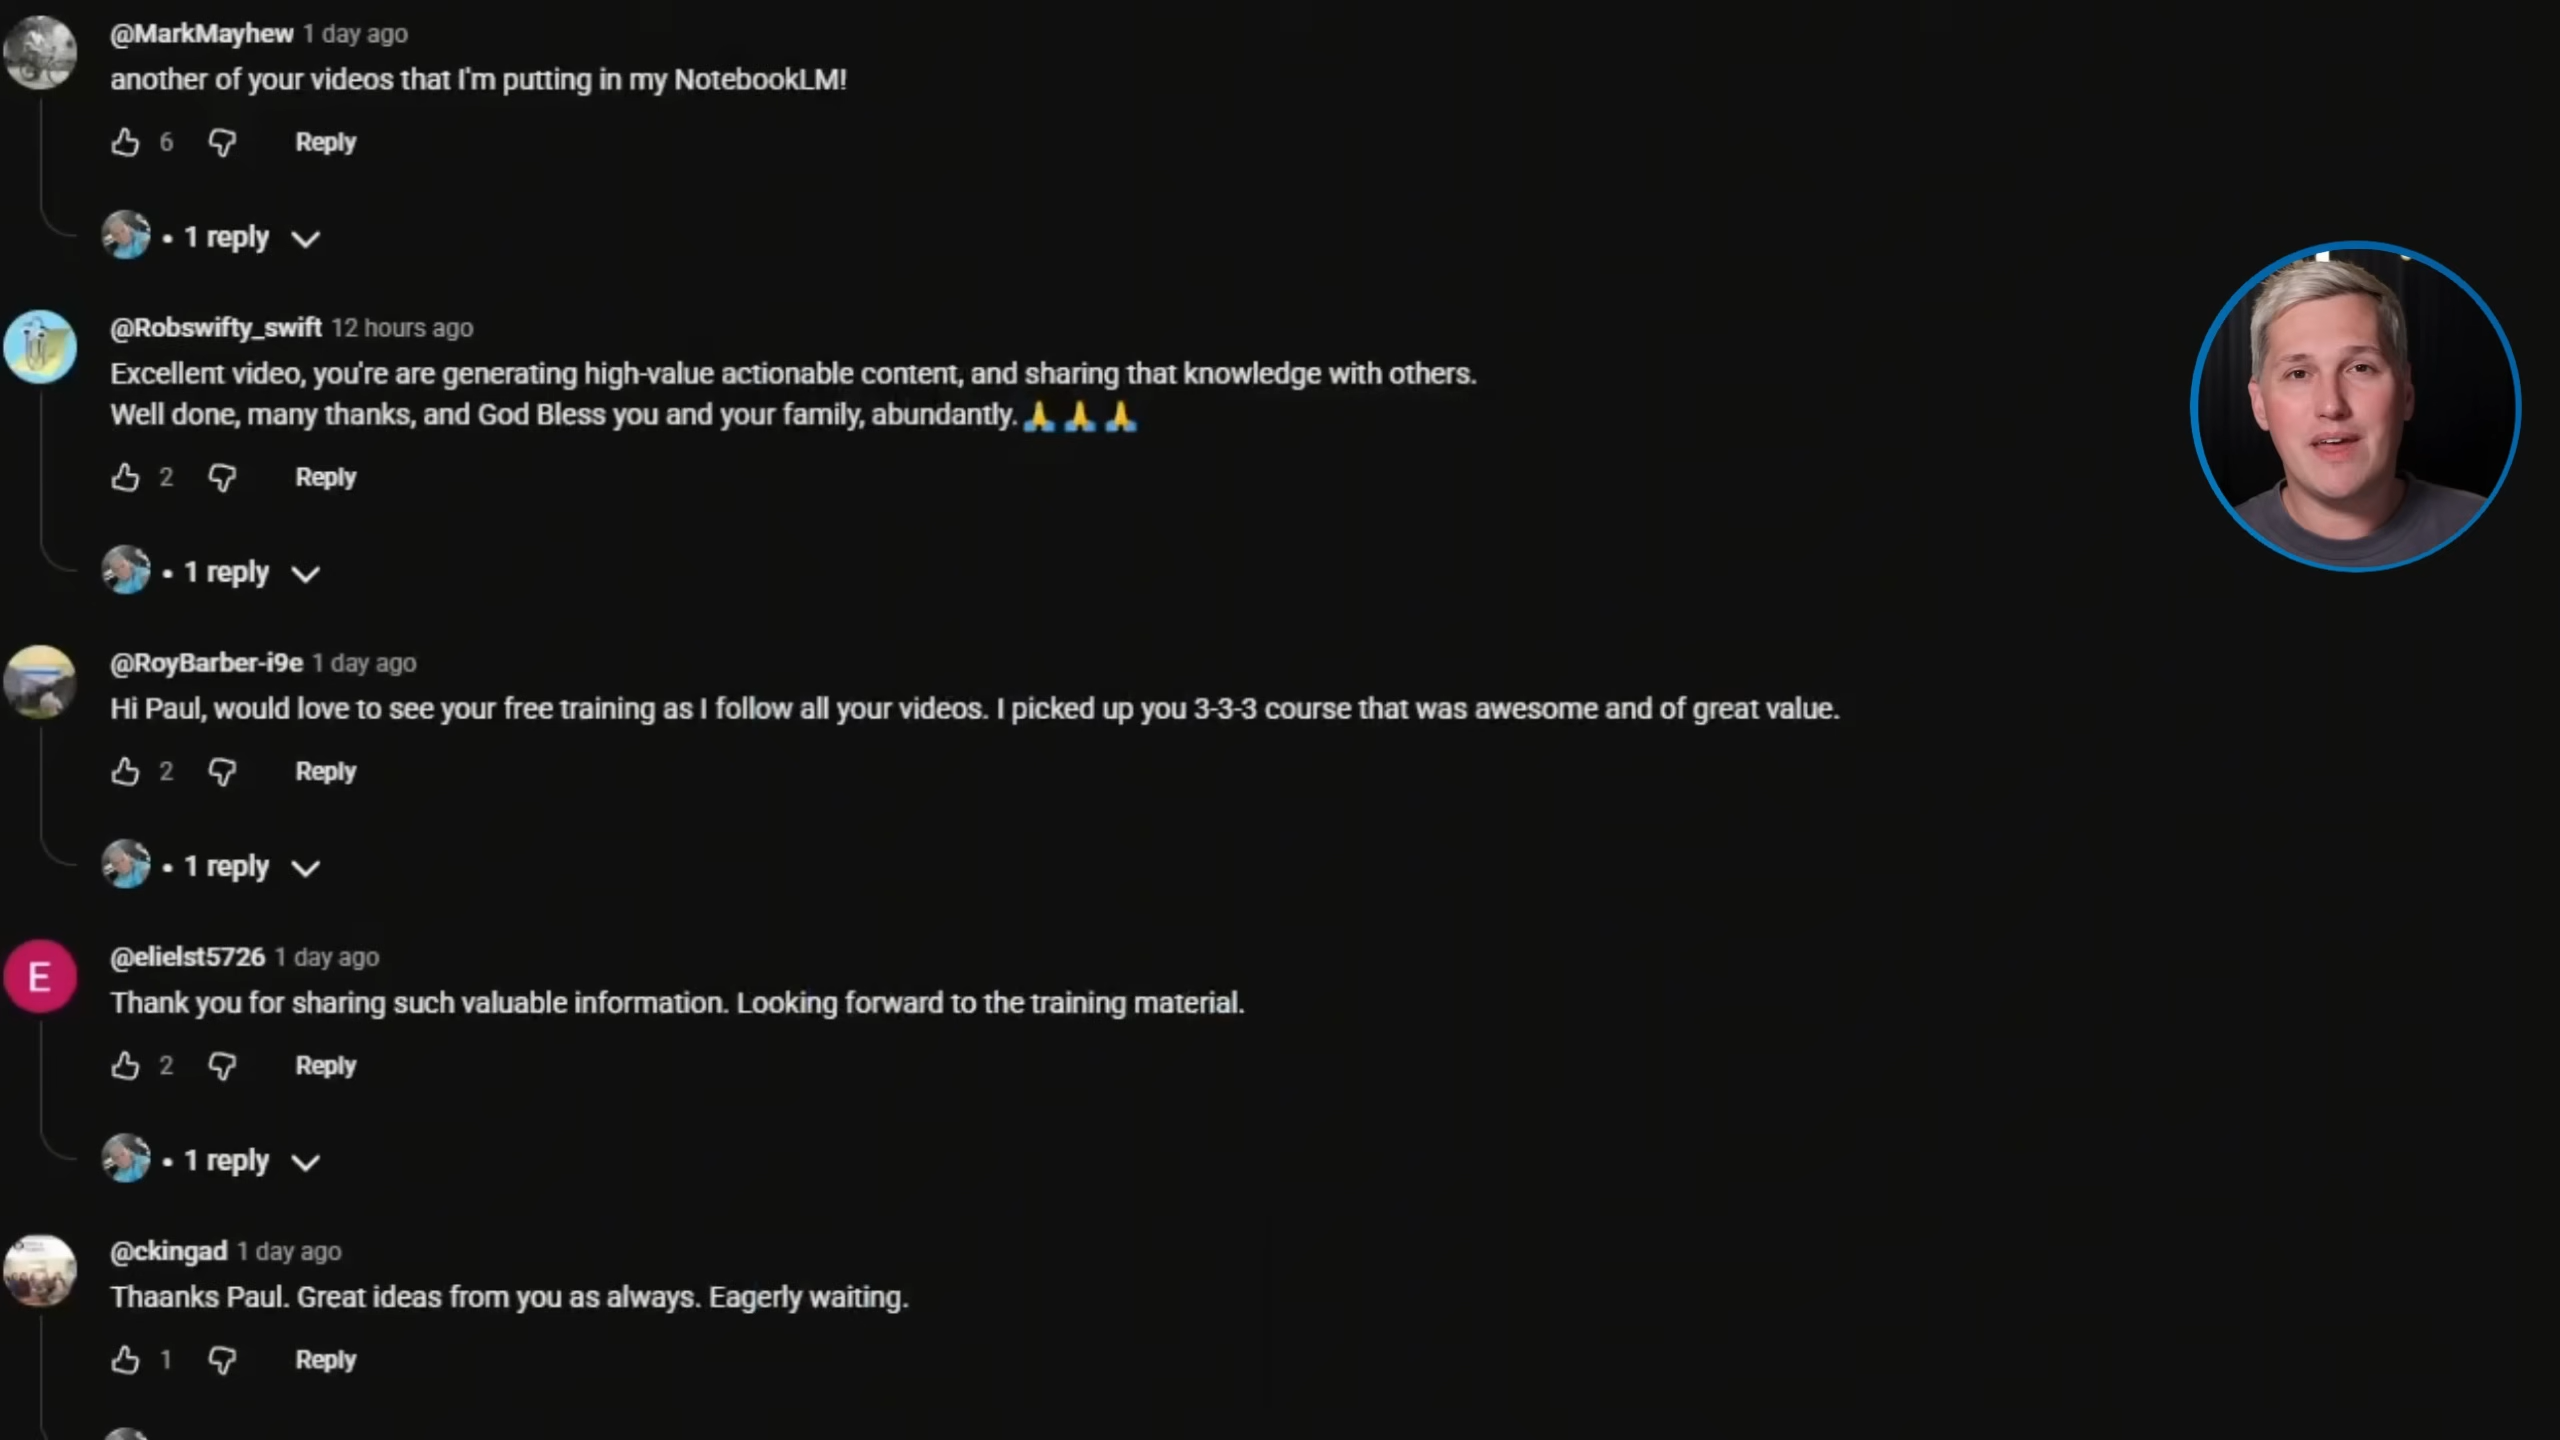 @MarkMayhew 1 day ago
another of your videos that I'm putting in my NotebookLM!
6 Reply
• 1 reply
@Robswifty_swift 12 hours ago
Excellent video, you're are generating high-value actionable content, and sharing that knowledge with others.
Well done, many thanks, and God Bless you and your family, abundantly. 🙏 🙏 🙏
2 Reply
• 1 reply
@RoyBarber-i9e 1 day ago
Hi Paul, would love to see your free training as I follow all your videos. I picked up you 3-3-3 course that was awesome and of great value.
2 Reply
• 1 reply
E
@elielst5726 1 day ago
Thank you for sharing such valuable information. Looking forward to the training material.
2 Reply
• 1 reply
@ckingad 1 day ago
Thaanks Paul. Great ideas from you as always. Eagerly waiting.
1 Reply